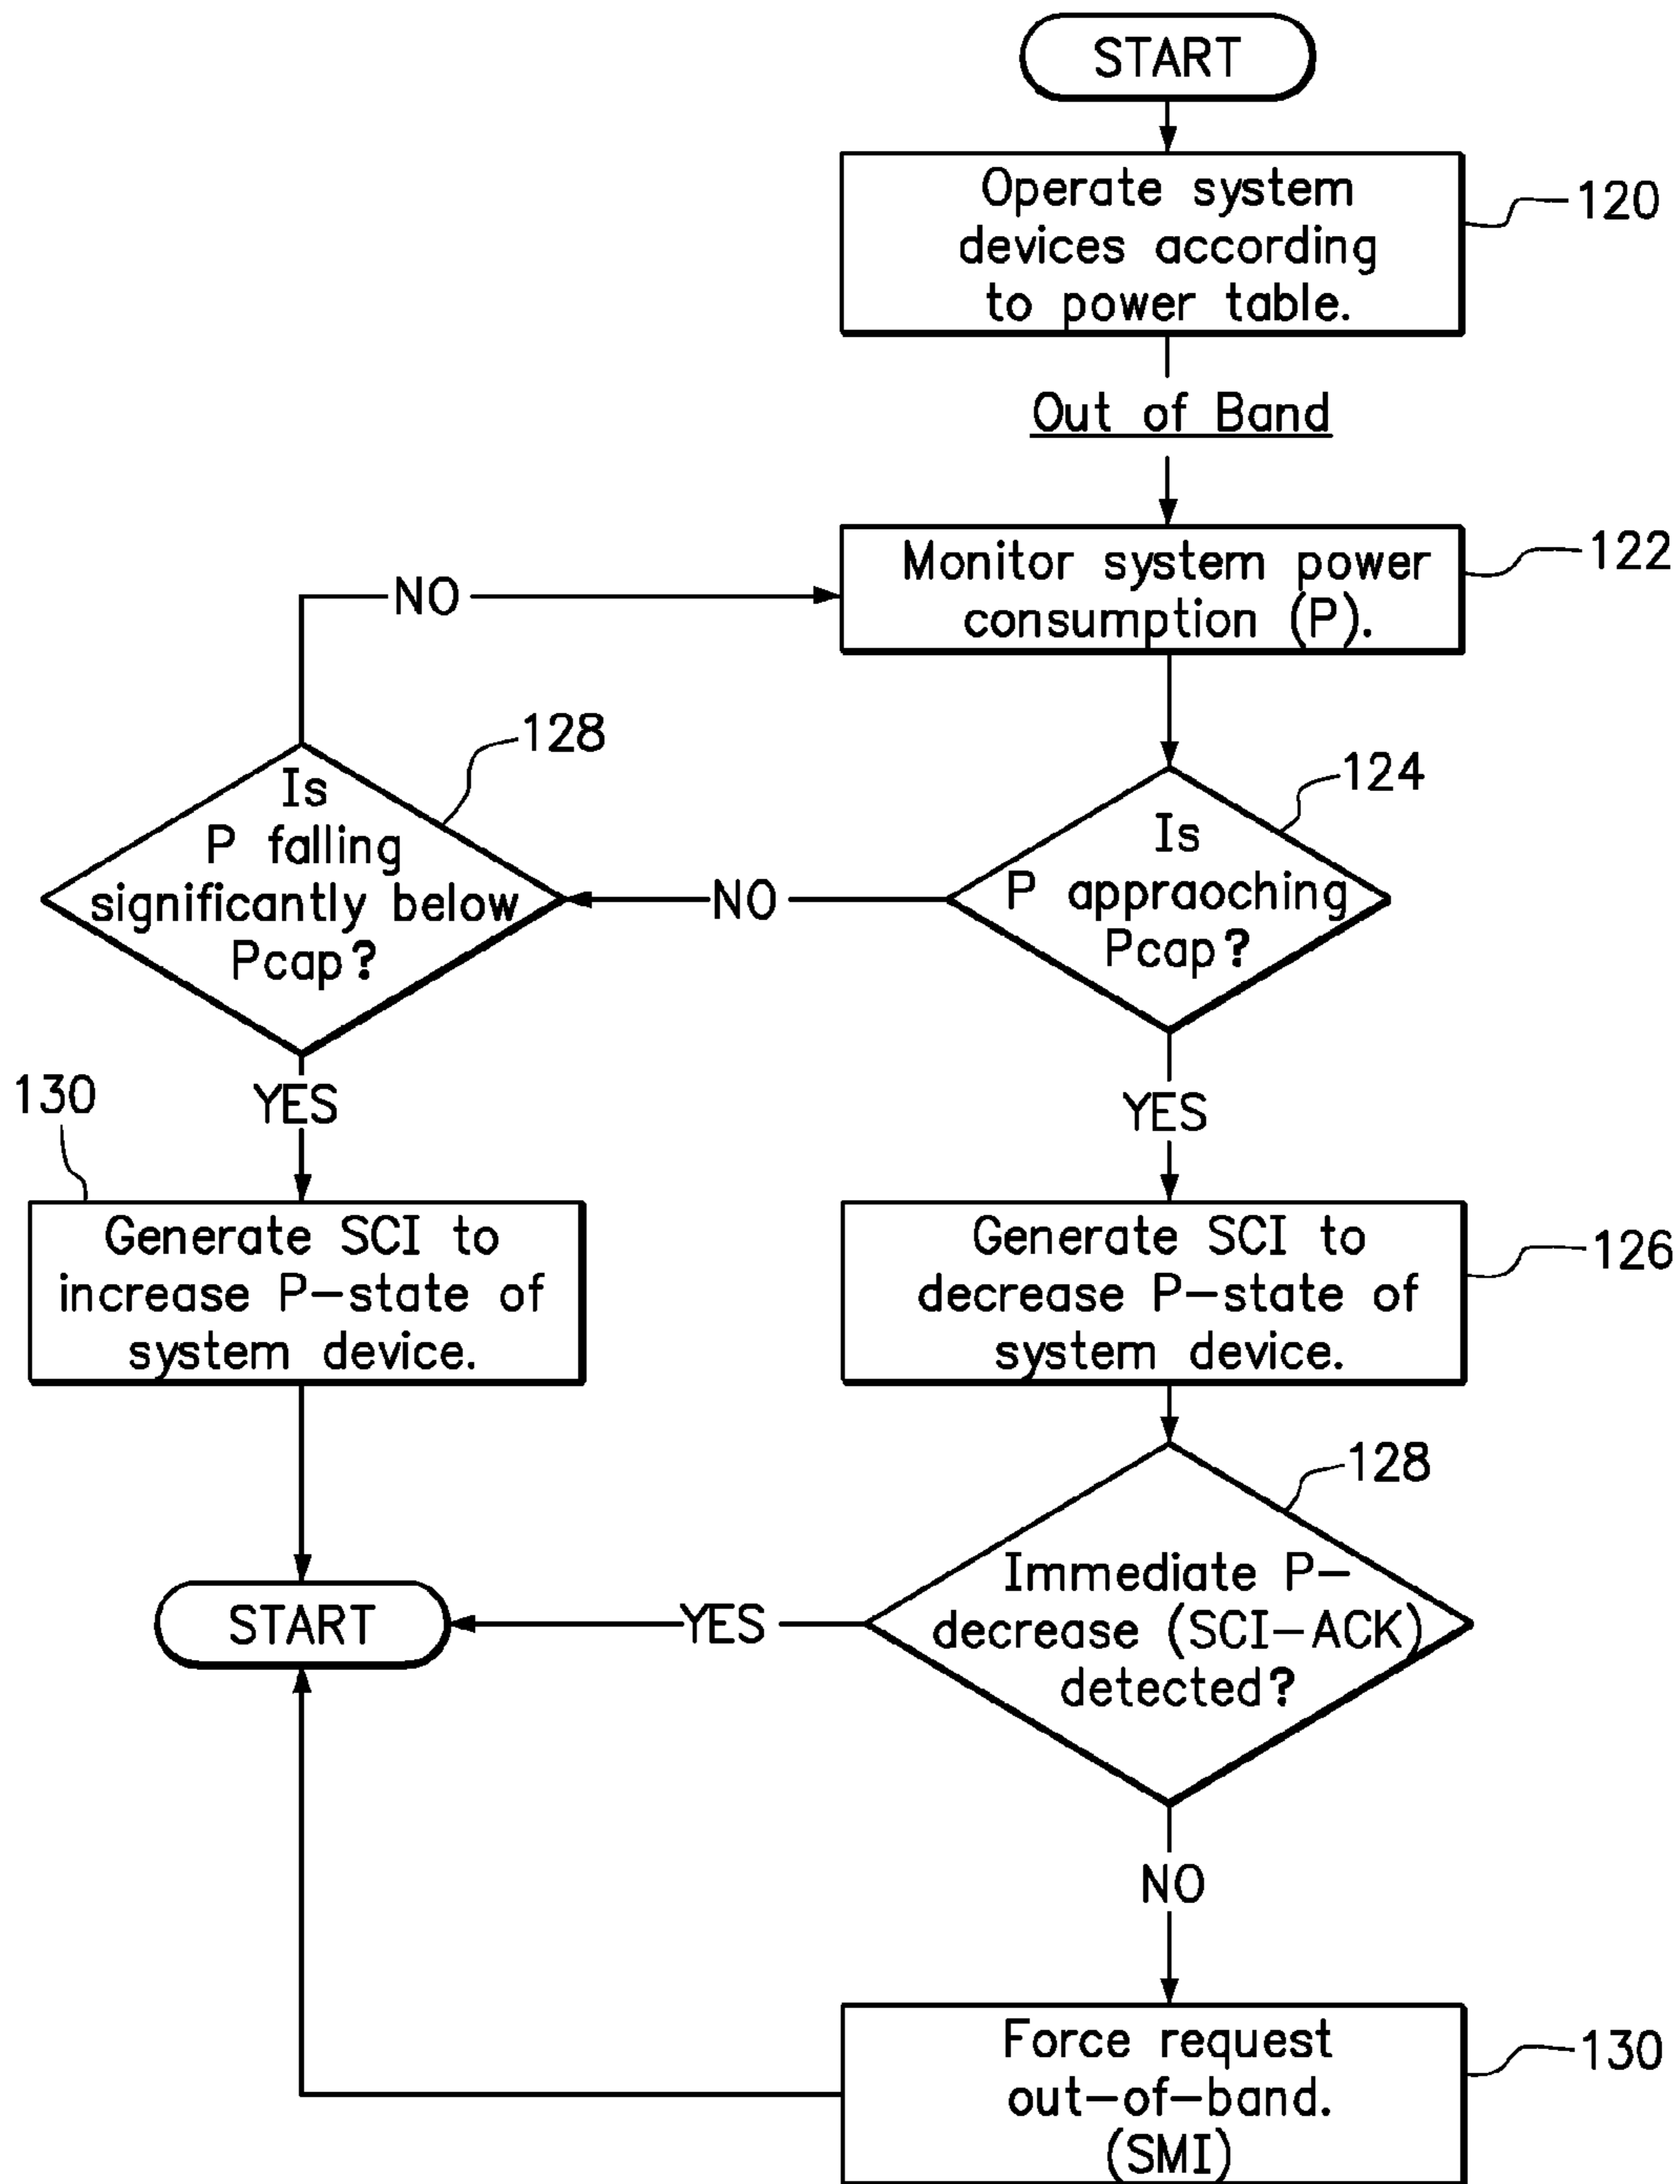 START
Operate system
devices according
to power table.
120
Out of Band
Monitor system power
consumption (P).
122
NO
128
Is
P falling
significantly below
Pcap?
NO
124
Is
P appraoching
Pcap?
130
YES
YES
Generate SCI to
increase P-state of
system device.
Generate SCI to
decrease P-state of
system device.
126
128
Immediate P-
decrease (SCI-ACK)
detected?
YES
START
NO
Force request
out-of-band.
(SMI)
130